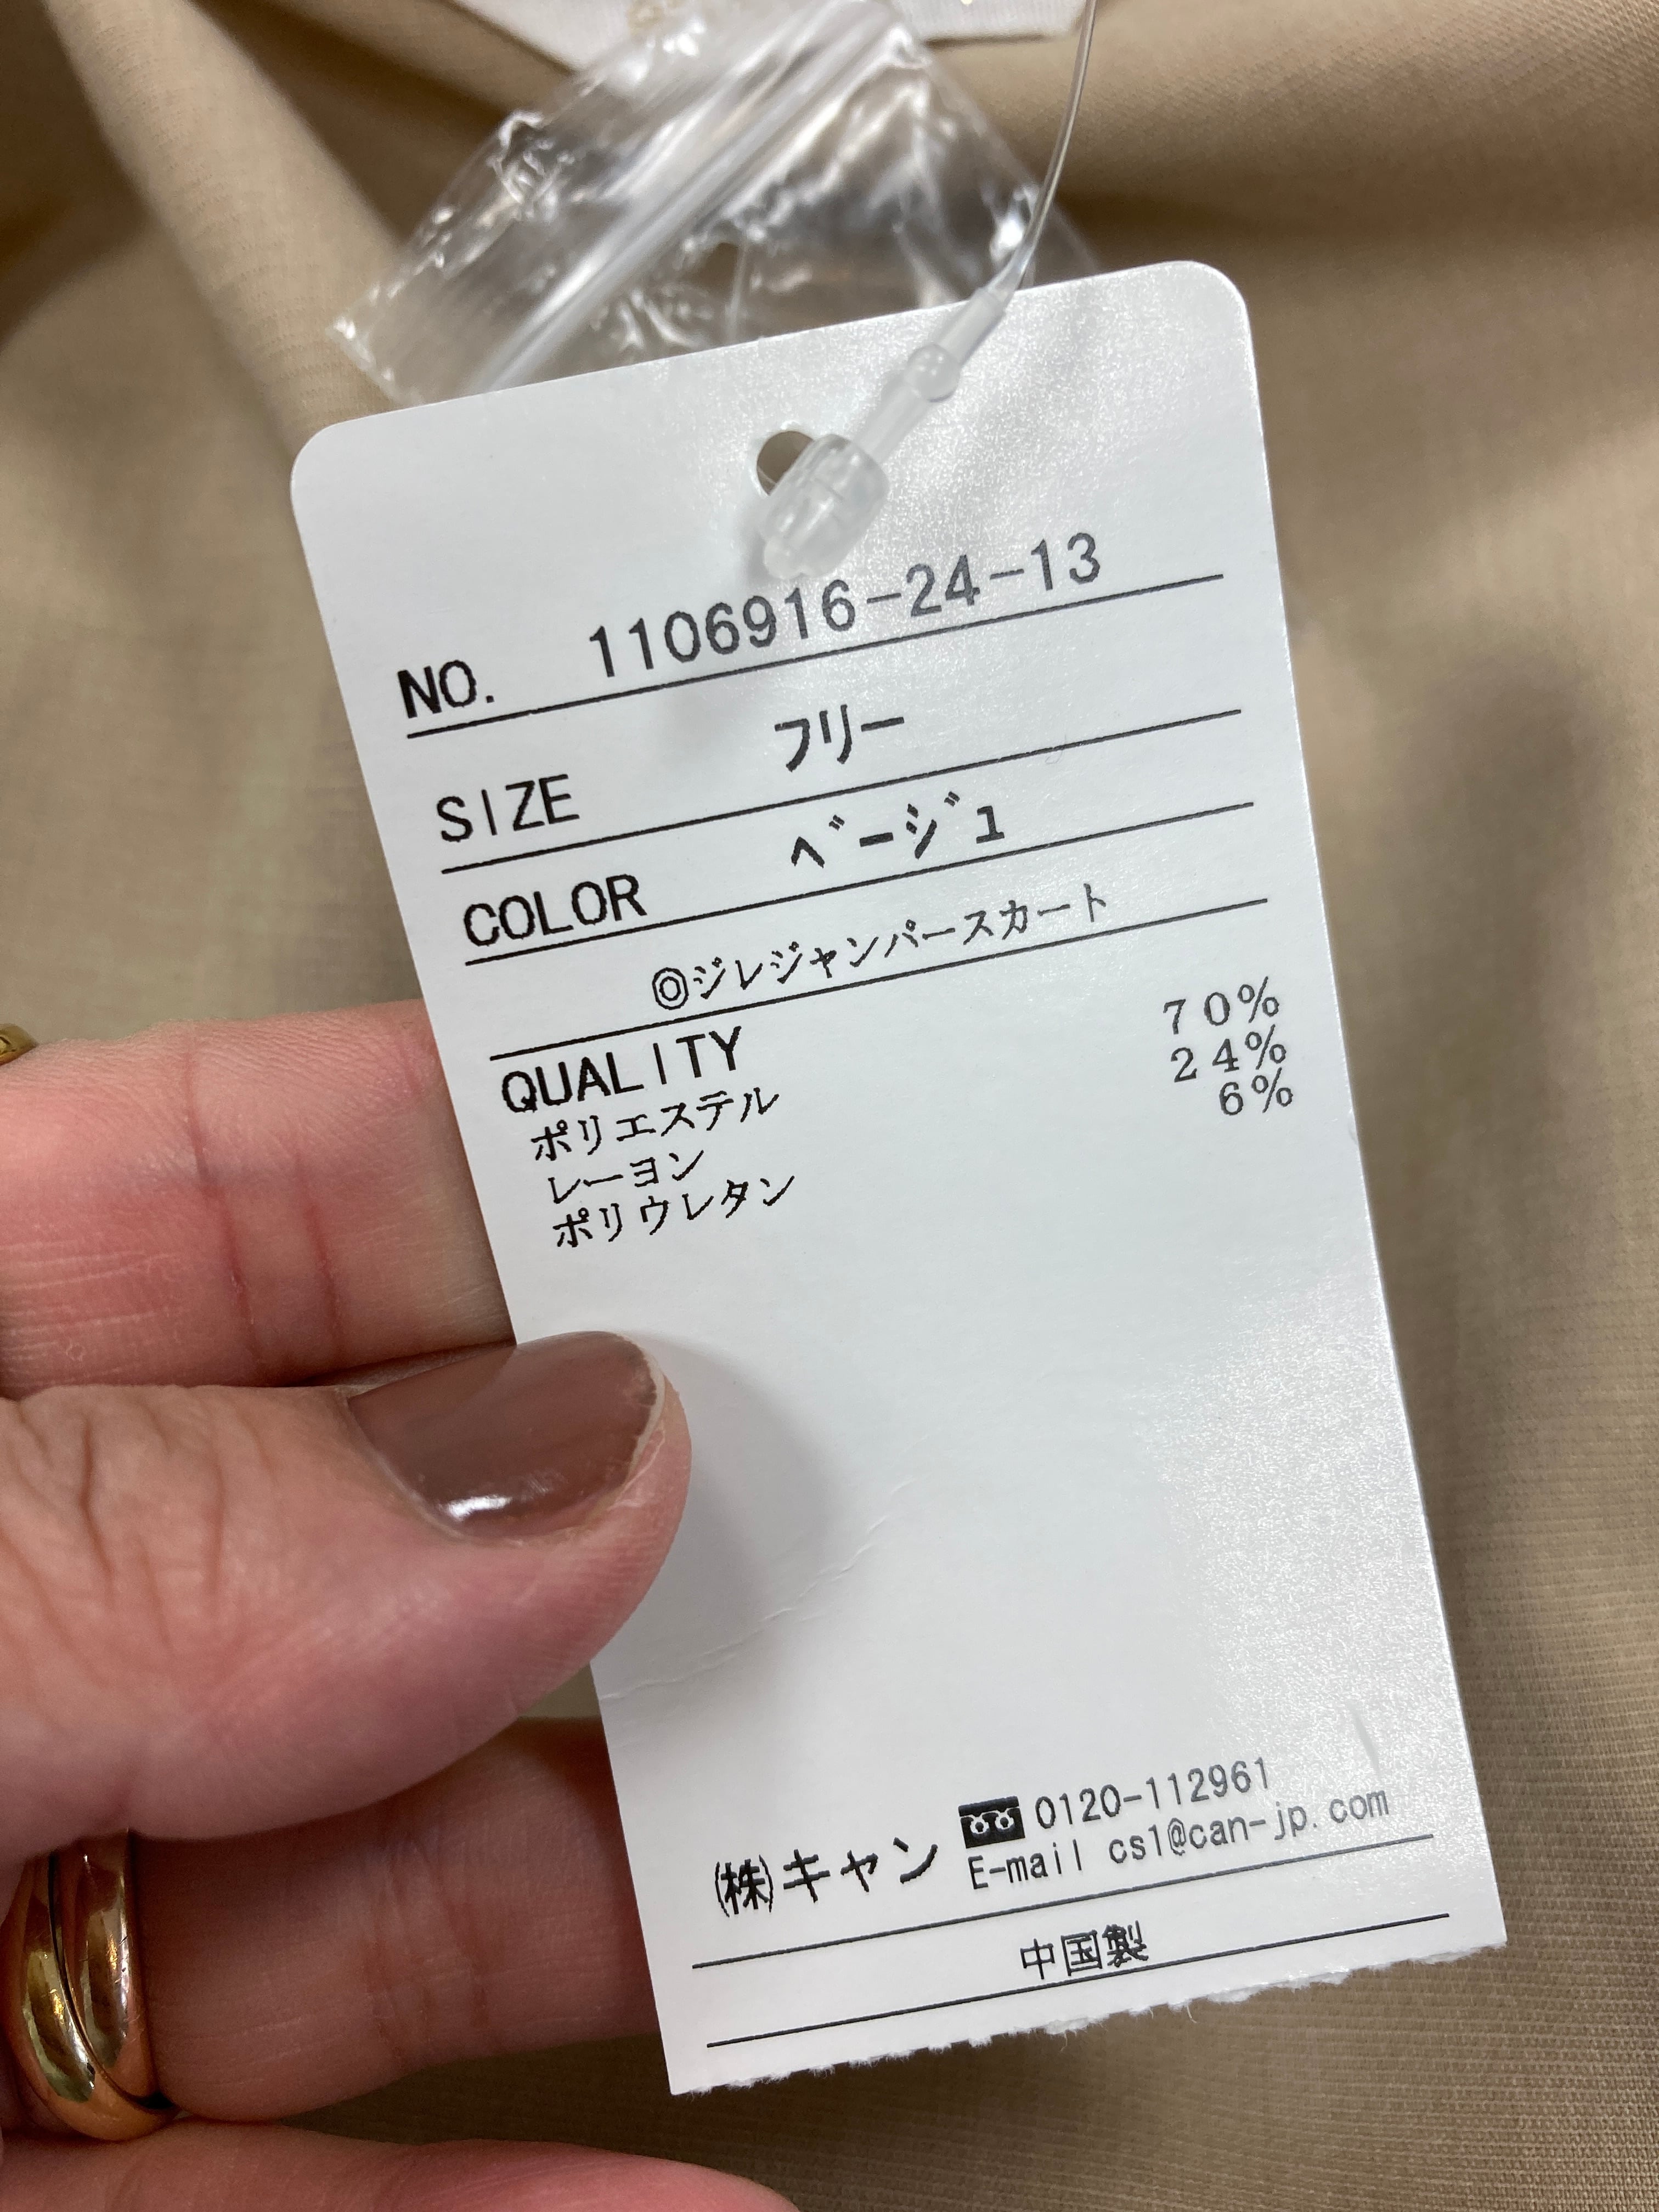 NO. 1106916-24-13
SIZE フリー
COLOR ベージュ
◎ジレジャンパースカート
QUALITY
ポリエステル 70%
レーヨン 24%
ポリウレタン 6%
㈱キャン 0120-112961
E-mail cs1@can-jp.com
中国製